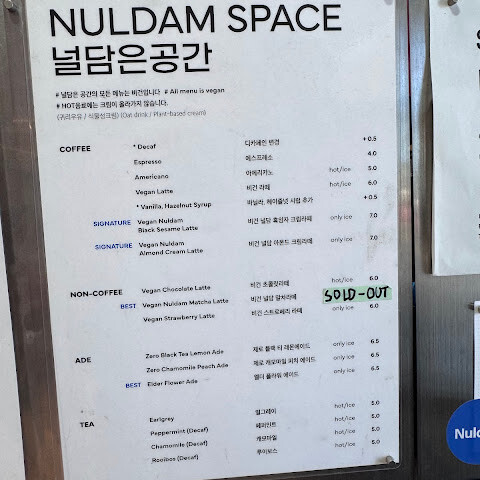 NULDAM SPACE
널담은공간
# 널담은 공간의 모든 메뉴는 비건입니다 # All menu is vegan
# HOT음료에는 크림이 올라가지 않습니다.
(귀리우유 / 식물성크림) (Oat drink / Plant-based cream)
COFFEE * Decaf 디카페인 변경 + 0.5
Espresso 에스프레소 4.0
Americano 아메리카노 hot/ice 5.0
Vegan Latte 비건 라떼 hot/ice 6.0
* Vanilla, Hazelnut Syrup 바닐라, 헤이즐넛 시럽 추가 + 0.5
SIGNATURE Vegan Nuldam 비건 널담 흑임자 크림라떼 only ice 7.0
Black Sesame Latte
SIGNATURE Vegan Nuldam 비건 널담 아몬드 크림라떼 only ice 7.0
Almond Cream Latte
NON-COFFEE Vegan Chocolate Latte 비건 초콜릿라떼 hot/ice 6.0
BEST Vegan Nuldam Matcha Latte 비건 널담 말차라떼 SOLD-OUT
Vegan Strawberry Latte 비건 스트로베리 라떼 only ice 6.0
ADE Zero Black Tea Lemon Ade 제로 블랙 티 레몬에이드 only ice 6.5
Zero Chamomile Peach Ade 제로 캐모마일 피치 에이드 only ice 6.5
BEST Elder Flower Ade 엘더 플라워 에이드 only ice 6.5
TEA Earlgrey 얼그레이 hot/ice 5.0
Peppermint (Decaf) 페퍼민트 hot/ice 5.0
Chamomile (Decaf) 캐모마일 hot/ice 5.0
Rooibos (Decaf) 루이보스 hot/ice 5.0